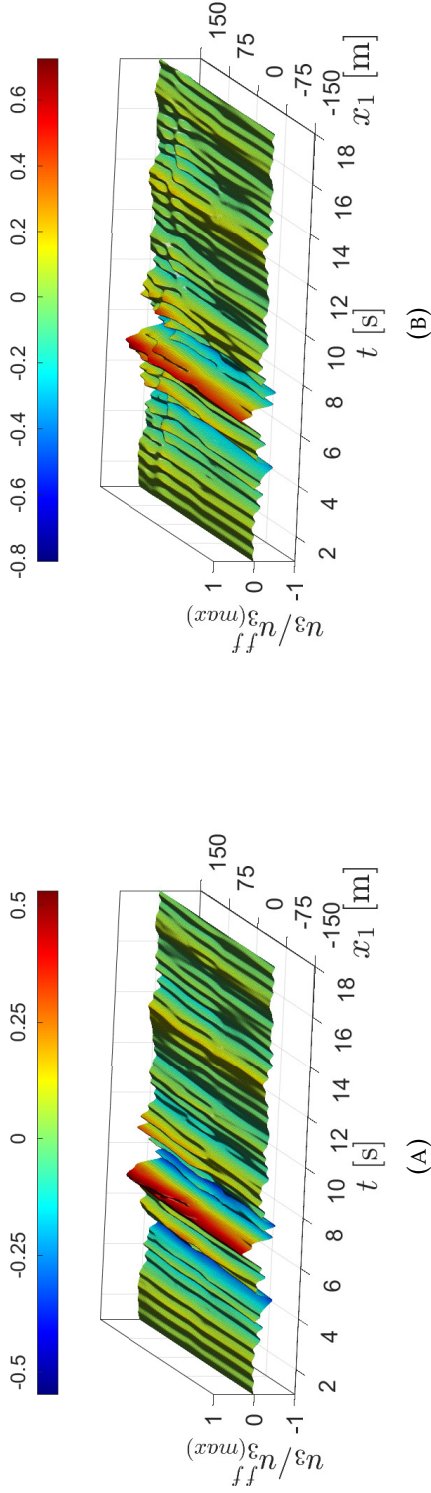 -0.5 -0.25 0 0.25 0.5
1
0
-1
u₃/u₃₍ₘₐₓ₎^ff
2 4 6 8 10 12 14 16 18
t [s]
150
75
0
-75
-150
x₁ [m]
(A)
-0.8 -0.6 -0.4 -0.2 0 0.2 0.4 0.6
1
0
-1
u₃/u₃₍ₘₐₓ₎^ff
2 4 6 8 10 12 14 16 18
t [s]
150
75
0
-75
-150
x₁ [m]
(B)